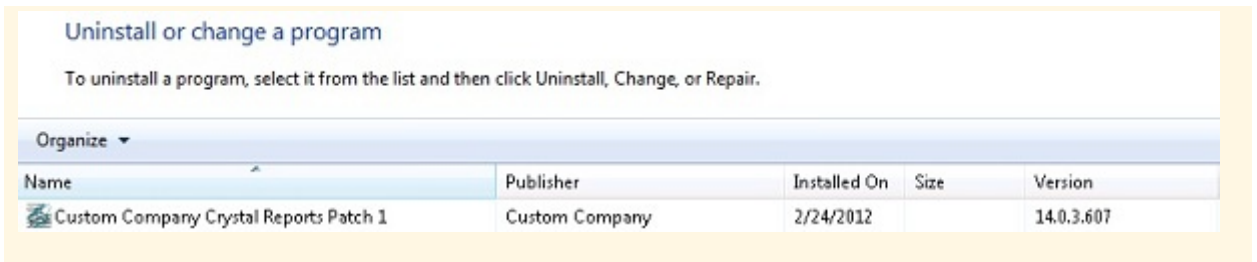 Uninstall or change a program
To uninstall a program, select it from the list and then click Uninstall, Change, or Repair.
Organize
Name Publisher Installed On Size Version
Custom Company Crystal Reports Patch 1 Custom Company 2/24/2012 14.0.3.607